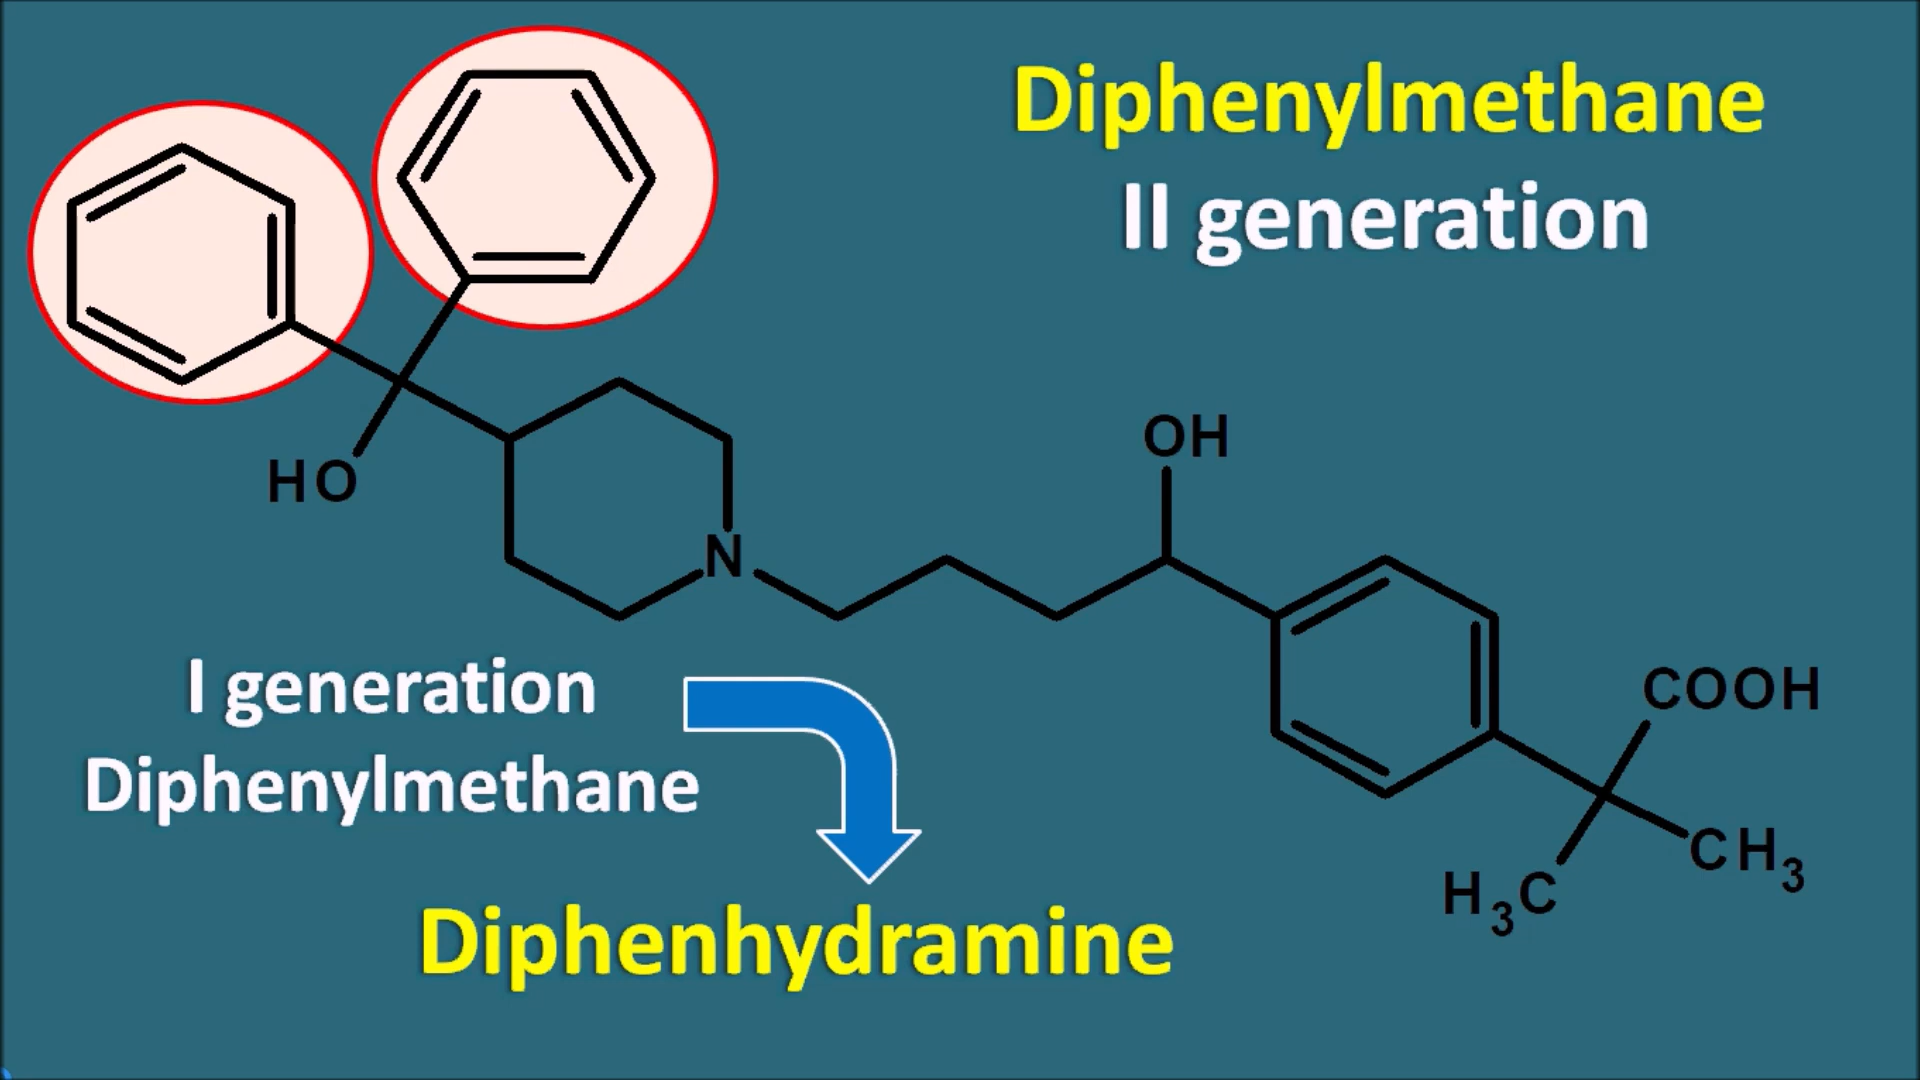 Diphenylmethane
II generation
HO
OH
N
I generation
Diphenylmethane
COOH
CH3
H3C
Diphenhydramine